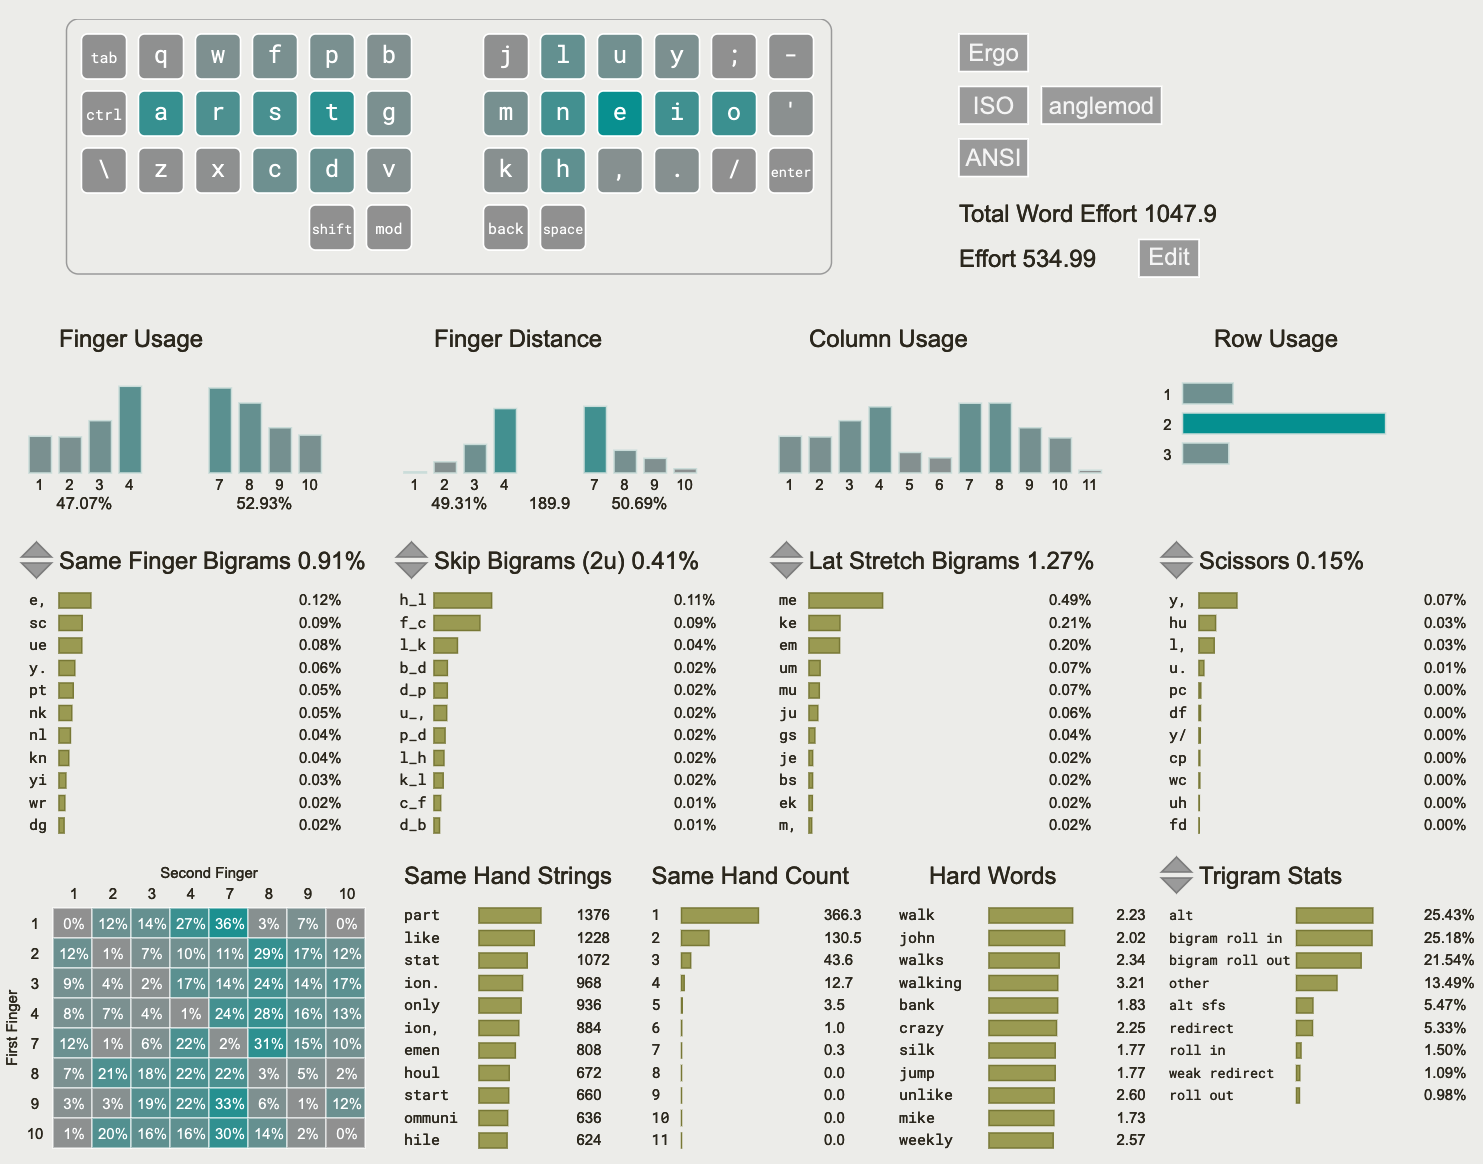 tab q w f p b j l u y ; -
ctrl a r s t g m n e i o '
\ z x c d v k h , . / enter
shift mod back space
Ergo
ISO anglemod
ANSI
Total Word Effort 1047.9
Effort 534.99 Edit
Finger Usage
1 2 3 4 7 8 9 10
47.07% 52.93%
Finger Distance
1 2 3 4 7 8 9 10
49.31% 189.9 50.69%
Column Usage
1 2 3 4 5 6 7 8 9 10 11
Row Usage
1
2
3
Same Finger Bigrams 0.91%
e, 0.12%
sc 0.09%
ue 0.08%
y. 0.06%
pt 0.05%
nk 0.05%
nl 0.04%
kn 0.04%
yi 0.03%
wr 0.02%
dg 0.02%
Skip Bigrams (2u) 0.41%
h_l 0.11%
f_c 0.09%
l_k 0.04%
b_d 0.02%
d_p 0.02%
u_, 0.02%
p_d 0.02%
l_h 0.02%
k_l 0.02%
c_f 0.01%
d_b 0.01%
Lat Stretch Bigrams 1.27%
me 0.49%
ke 0.21%
em 0.20%
um 0.07%
mu 0.07%
ju 0.06%
gs 0.04%
je 0.02%
bs 0.02%
ek 0.02%
m, 0.02%
Scissors 0.15%
y, 0.07%
hu 0.03%
l, 0.03%
u. 0.01%
pc 0.00%
df 0.00%
y/ 0.00%
cp 0.00%
wc 0.00%
uh 0.00%
fd 0.00%
Second Finger
1 2 3 4 7 8 9 10
First Finger
1 0% 12% 14% 27% 36% 3% 7% 0%
2 12% 1% 7% 10% 11% 29% 17% 12%
3 9% 4% 2% 17% 14% 24% 14% 17%
4 8% 7% 4% 1% 24% 28% 16% 13%
7 12% 1% 6% 22% 2% 31% 15% 10%
8 7% 21% 18% 22% 22% 3% 5% 2%
9 3% 3% 19% 22% 33% 6% 1% 12%
10 1% 20% 16% 16% 30% 14% 2% 0%
Same Hand Strings
part 1376
like 1228
stat 1072
ion. 968
only 936
ion, 884
emen 808
houl 672
start 660
ommuni 636
hile 624
Same Hand Count
1 366.3
2 130.5
3 43.6
4 12.7
5 3.5
6 1.0
7 0.3
8 0.0
9 0.0
10 0.0
11 0.0
Hard Words
walk 2.23
john 2.02
walks 2.34
walking 3.21
bank 1.83
crazy 2.25
silk 1.77
jump 1.77
unlike 2.60
mike 1.73
weekly 2.57
Trigram Stats
alt 25.43%
bigram roll in 25.18%
bigram roll out 21.54%
other 13.49%
alt sfs 5.47%
redirect 5.33%
roll in 1.50%
weak redirect 1.09%
roll out 0.98%